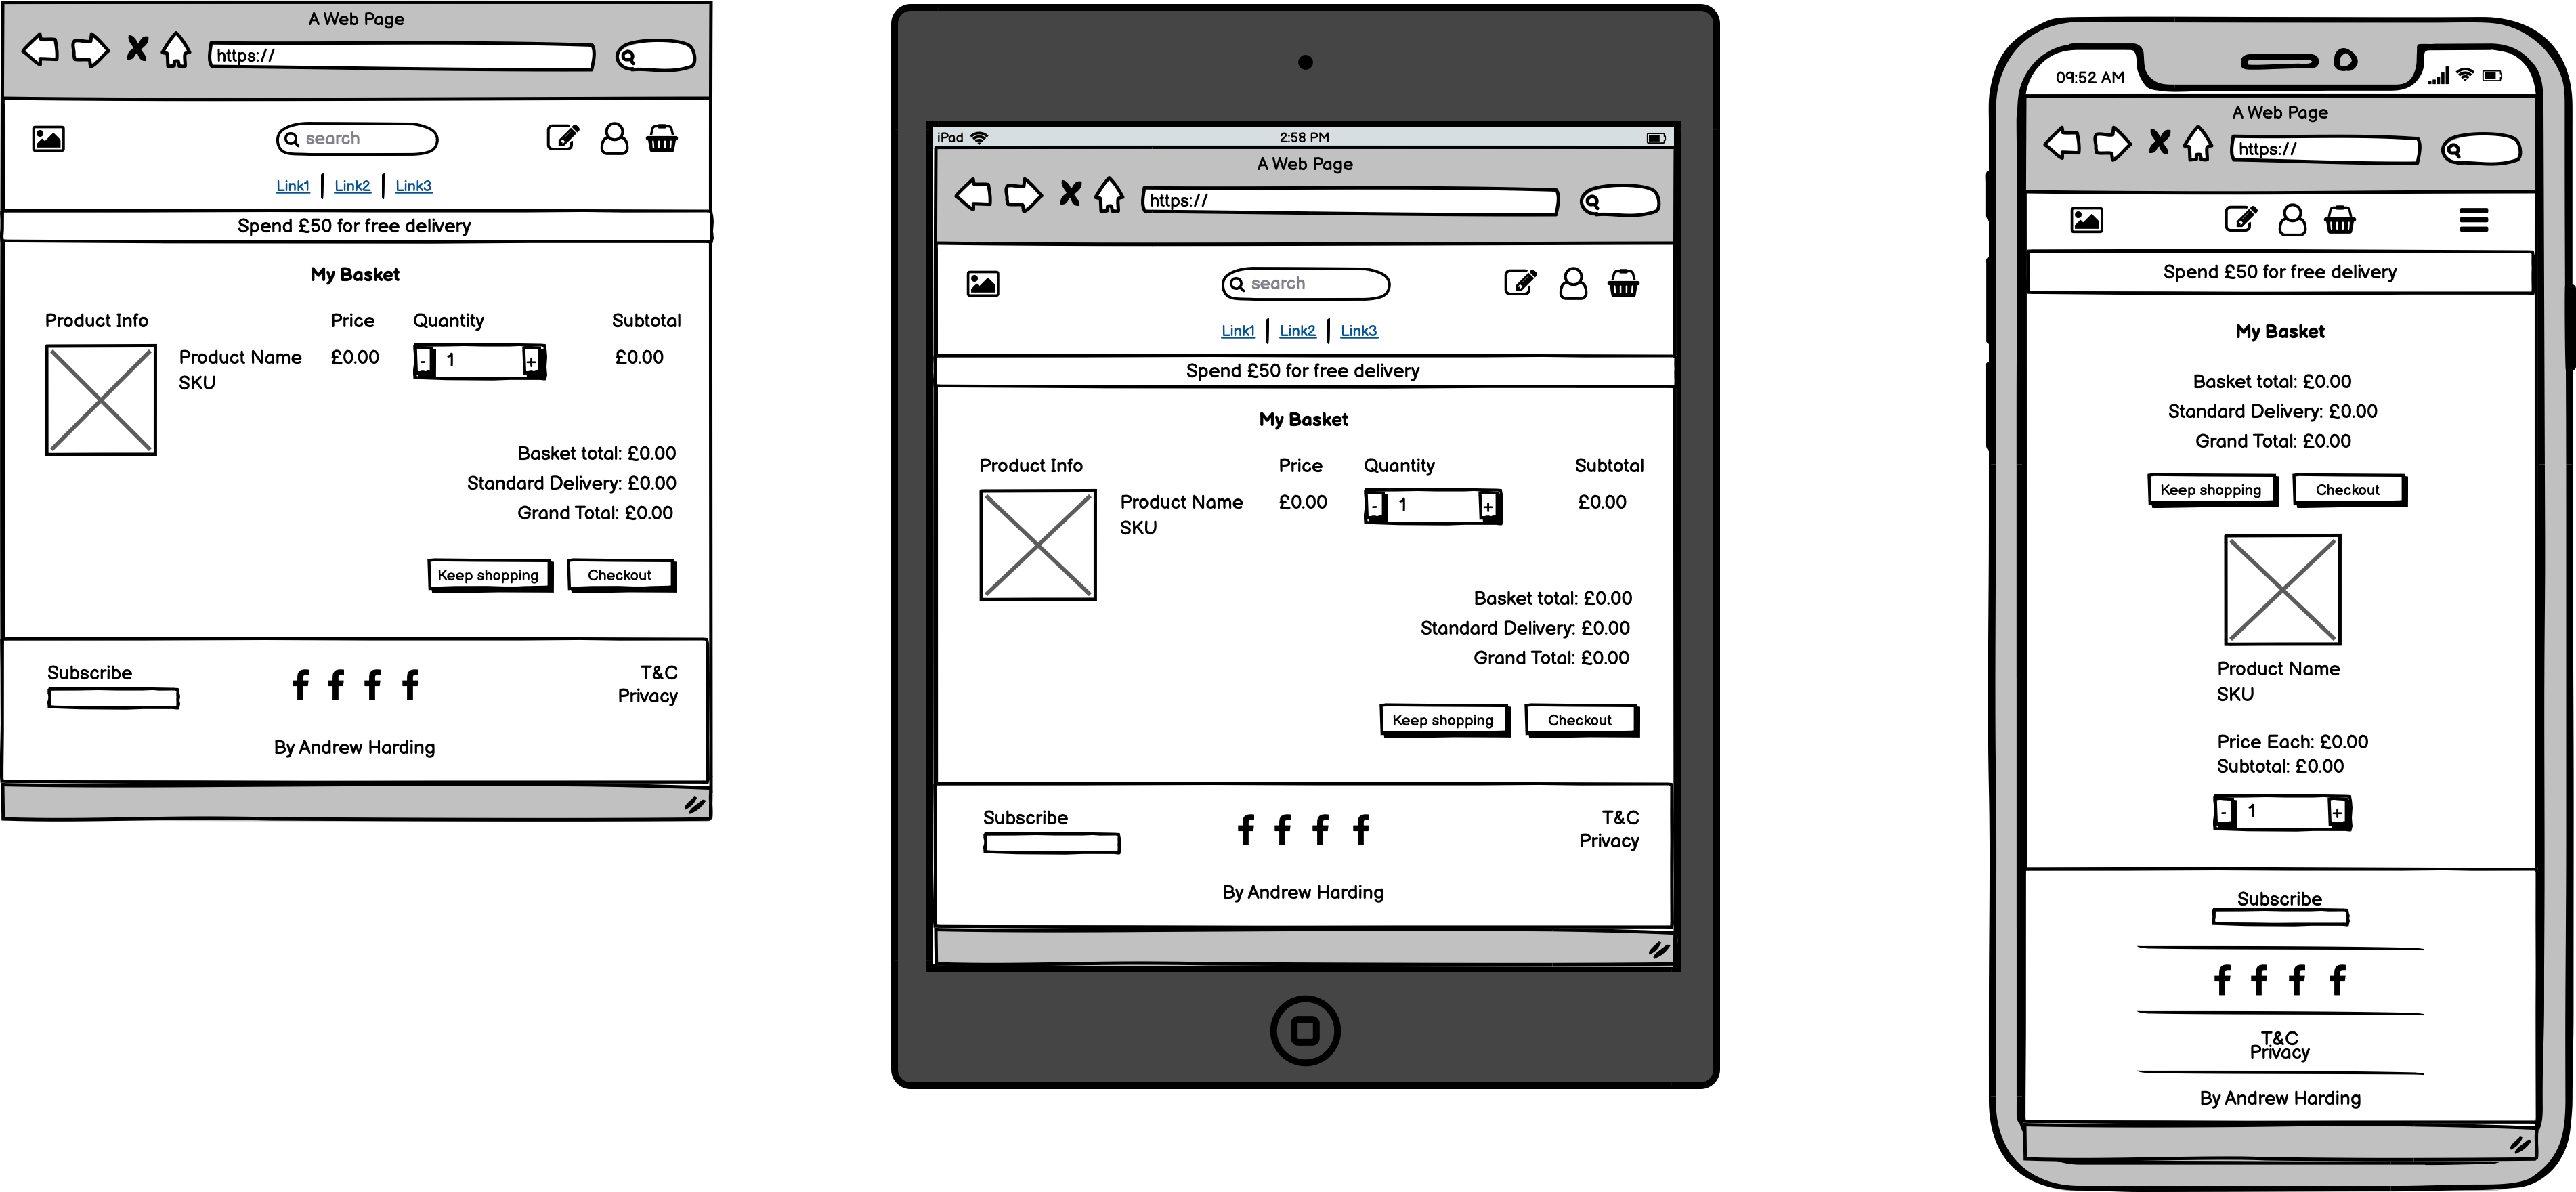 A Web Page
https://
search
Link1 Link2 Link3
Spend £50 for free delivery
My Basket
Product Info Price Quantity Subtotal
Product Name £0.00 - 1 + £0.00
SKU
Basket total: £0.00
Standard Delivery: £0.00
Grand Total: £0.00
Keep shopping Checkout
Subscribe T&C
Privacy
By Andrew Harding
iPad 2:58 PM
A Web Page
https://
search
Link1 Link2 Link3
Spend £50 for free delivery
My Basket
Product Info Price Quantity Subtotal
Product Name £0.00 - 1 + £0.00
SKU
Basket total: £0.00
Standard Delivery: £0.00
Grand Total: £0.00
Keep shopping Checkout
Subscribe T&C
Privacy
By Andrew Harding
09:52 AM
A Web Page
https://
Spend £50 for free delivery
My Basket
Basket total: £0.00
Standard Delivery: £0.00
Grand Total: £0.00
Keep shopping Checkout
Product Name
SKU
Price Each: £0.00
Subtotal: £0.00
- 1 +
Subscribe
T&C
Privacy
By Andrew Harding